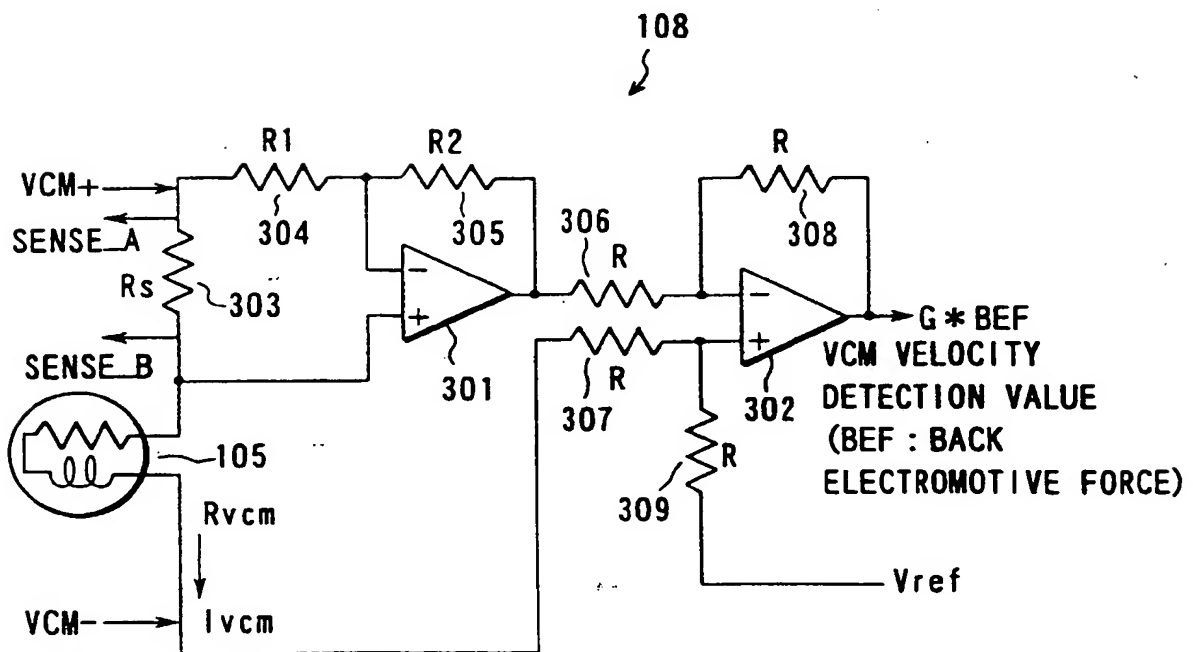 108
R1
R2
R
VCM+
304
305
306
308
SENSE_A
R
Rs
303
G*BEF
SENSE_B
301
R
302
VCM VELOCITY
307
DETECTION VALUE
105
R
(BEF : BACK
309
ELECTROMOTIVE FORCE)
Rvcm
Vref
VCM-
Ivcm